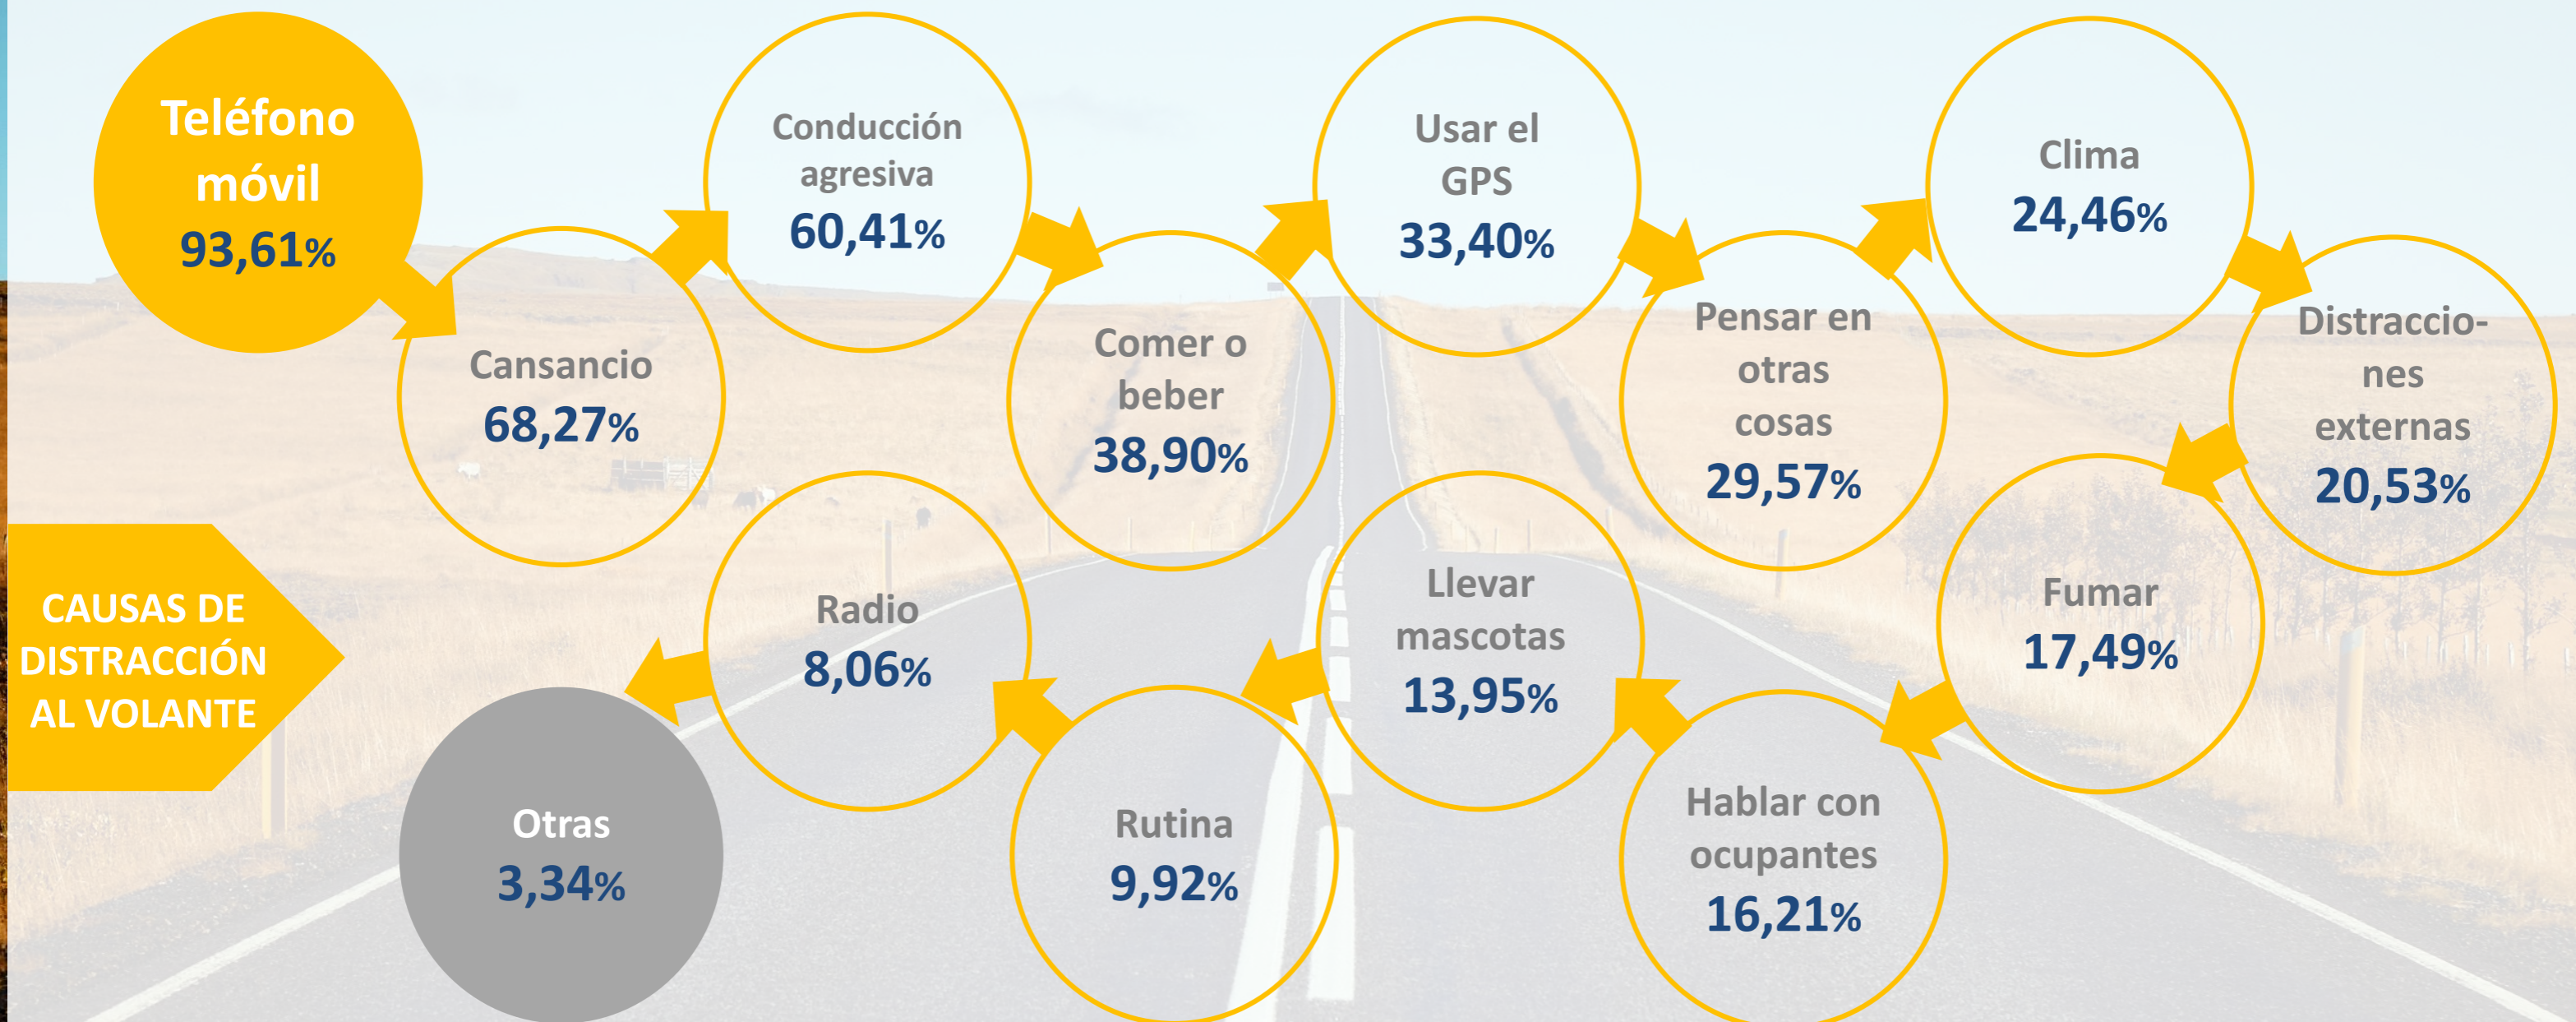 Teléfono
móvil
93,61%
Cansancio
68,27%
Conducción
agresiva
60,41%
Comer o
beber
38,90%
Usar el
GPS
33,40%
Pensar en
otras
cosas
29,57%
Clima
24,46%
Distraccio-
nes
externas
20,53%
Fumar
17,49%
Hablar con
ocupantes
16,21%
Llevar
mascotas
13,95%
Rutina
9,92%
Radio
8,06%
Otras
3,34%
CAUSAS DE
DISTRACCIÓN
AL VOLANTE